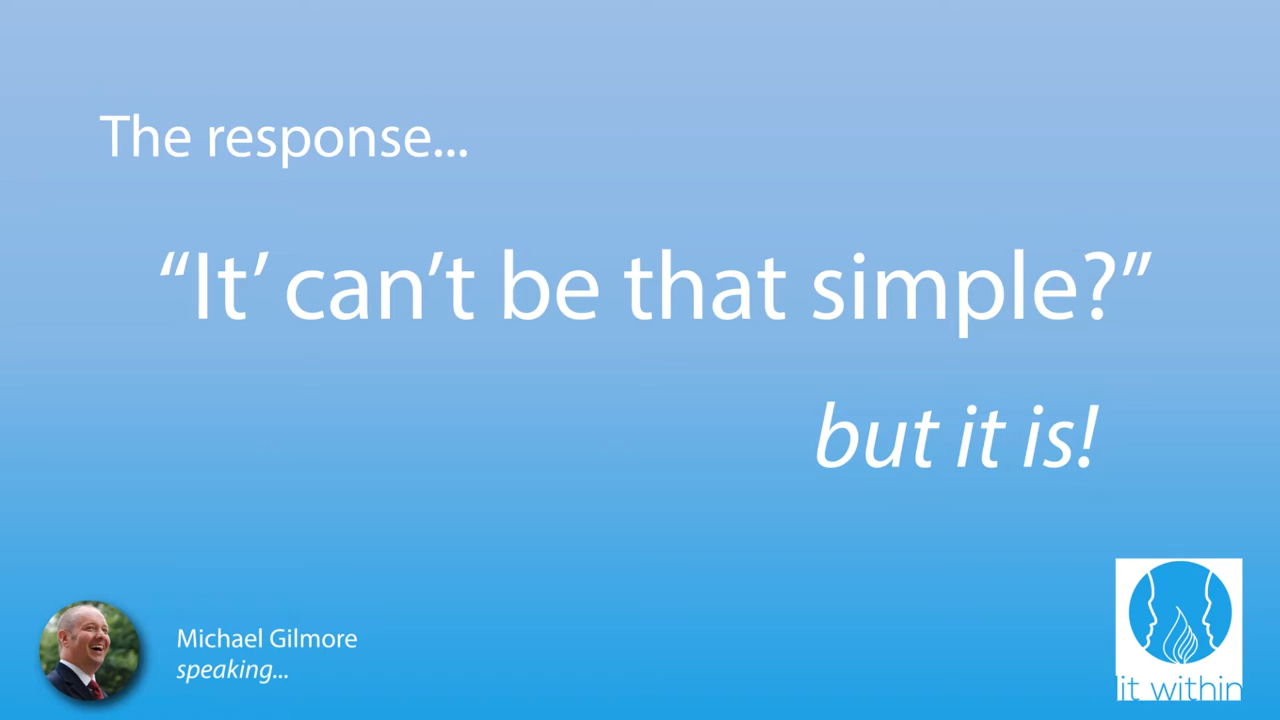 The response...
“It’ can’t be that simple?”
but it is!
Michael Gilmore
speaking...
lit within